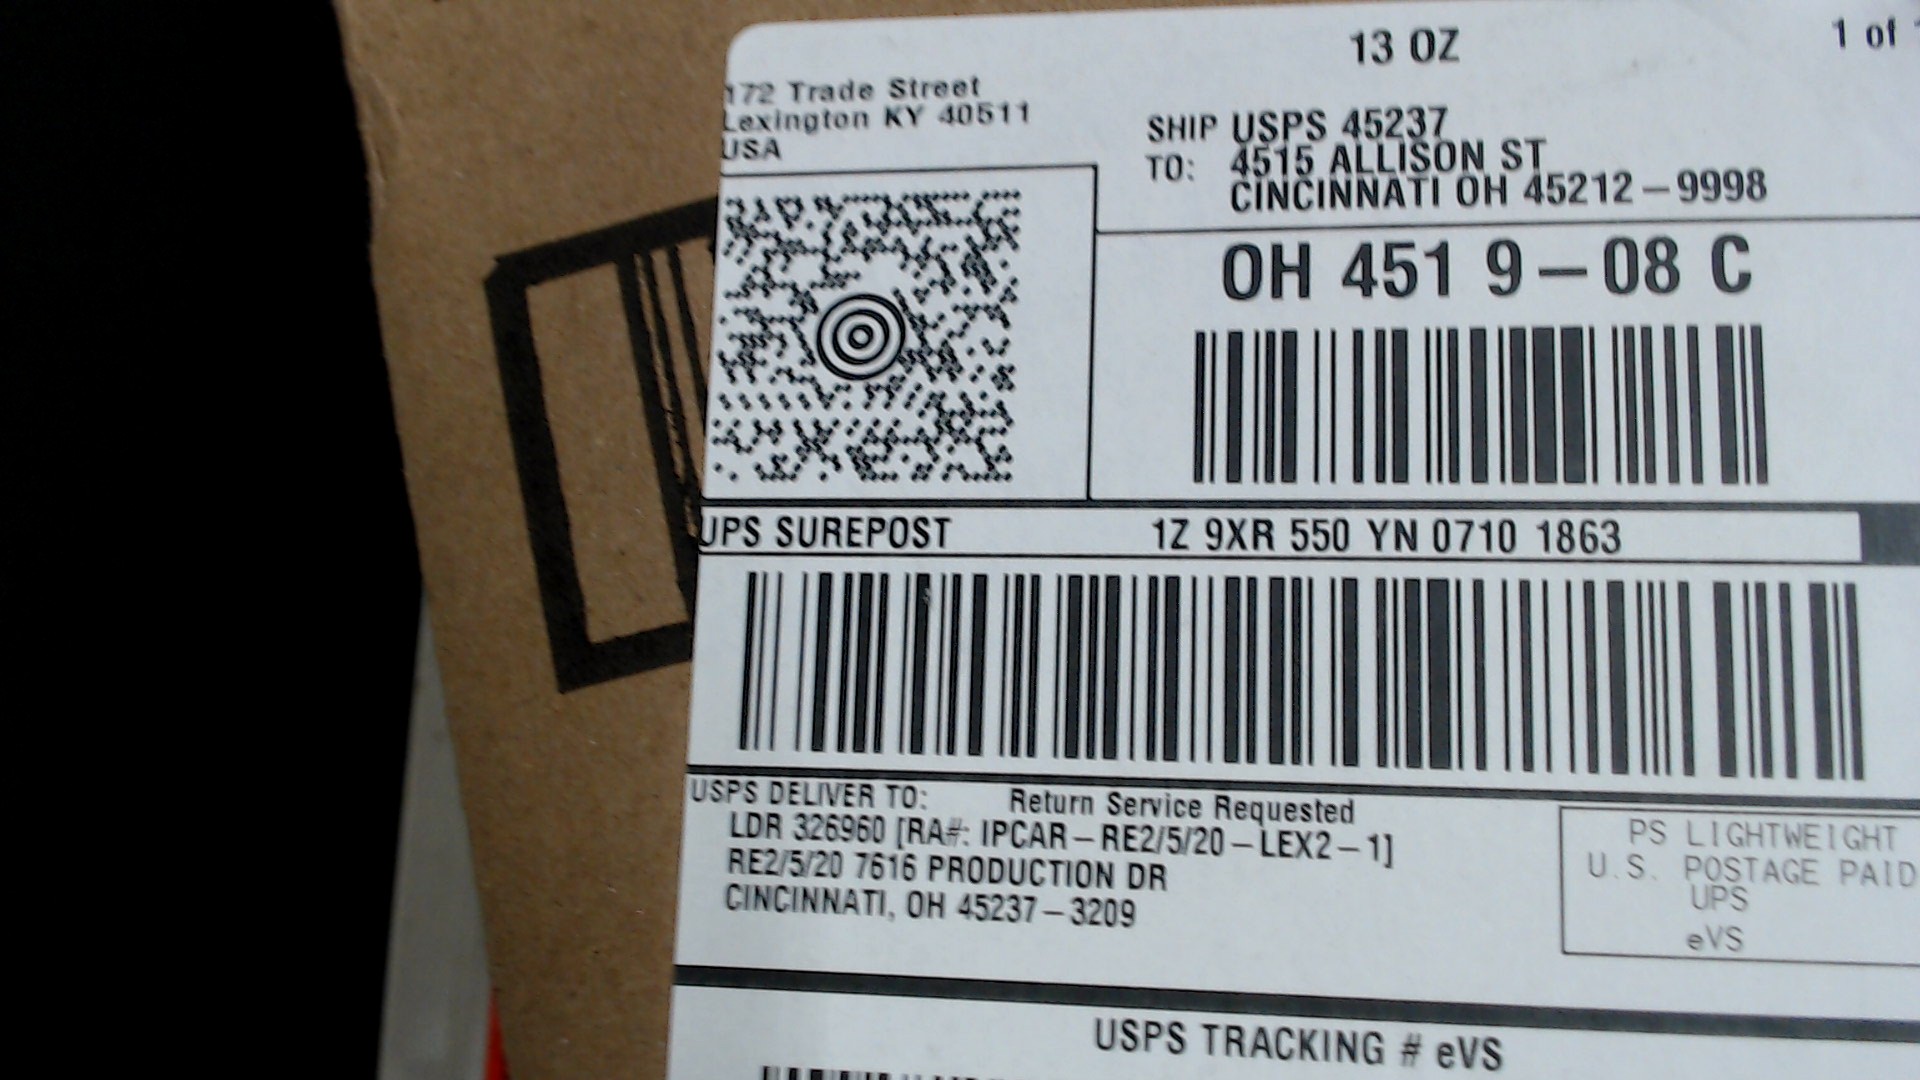 13 OZ
1 of
172 Trade Street
Lexington KY 40511
USA
SHIP TO: USPS 45237
4515 ALLISON ST
CINCINNATI OH 45212-9998
OH 451 9-08 C
UPS SUREPOST
1Z 9XR 550 YN 0710 1863
USPS DELIVER TO:
Return Service Requested
LDR 326960 [RA#: IPCAR-RE2/5/20-LEX2-1]
RE2/5/20 7616 PRODUCTION DR
CINCINNATI, OH 45237-3209
PS LIGHTWEIGHT
U.S. POSTAGE PAID
UPS
eVS
USPS TRACKING # eVS